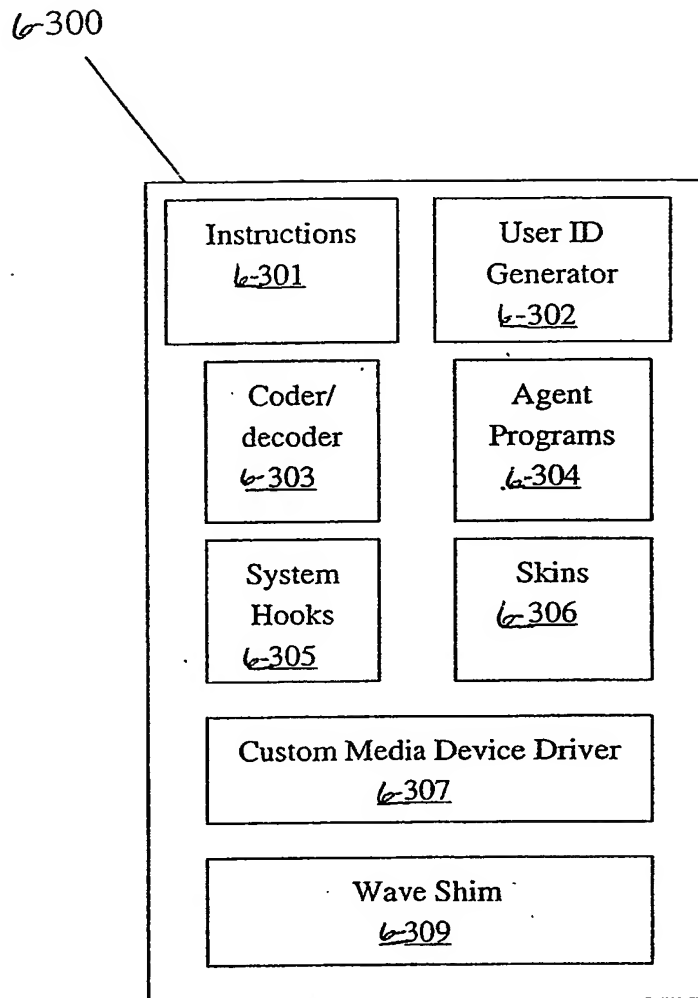 6-300
Instructions
6-301
User ID
Generator
6-302
Coder/
decoder
6-303
Agent
Programs
6-304
System
Hooks
6-305
Skins
6-306
Custom Media Device Driver
6-307
Wave Shim
6-309